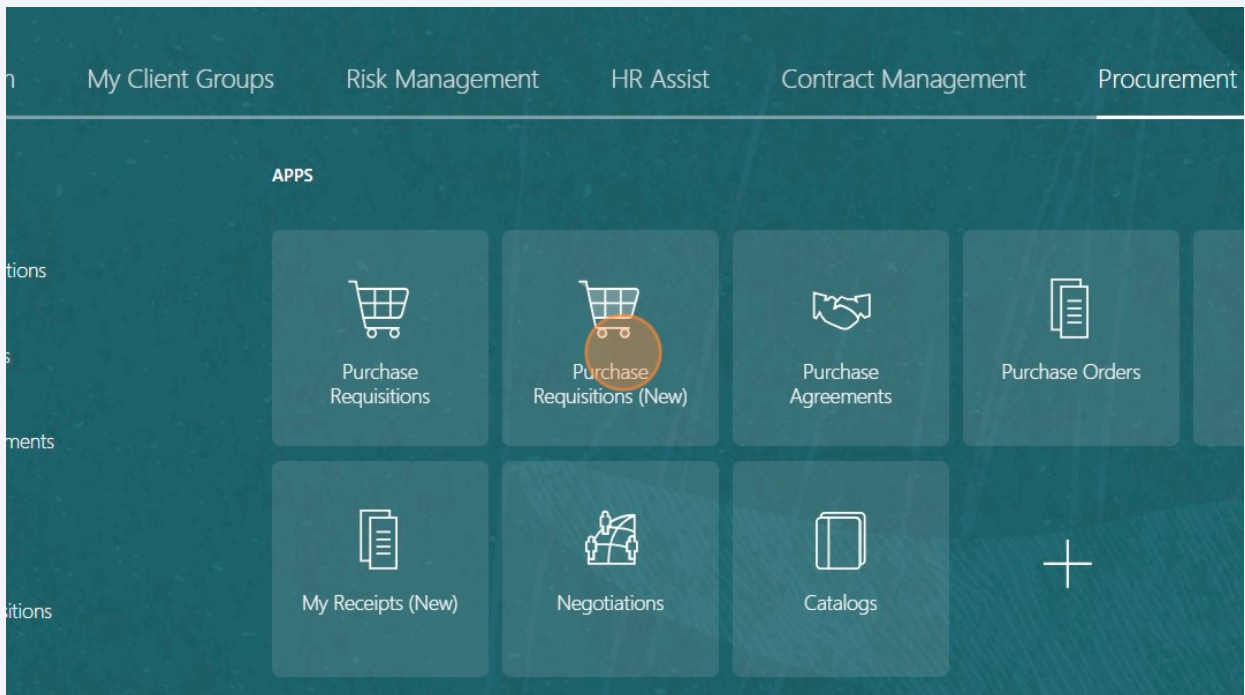 My Client Groups
Risk Management
HR Assist
Contract Management
Procurement
APPS
Purchase
Requisitions
Purchase
Requisitions (New)
Purchase
Agreements
Purchase Orders
My Receipts (New)
Negotiations
Catalogs